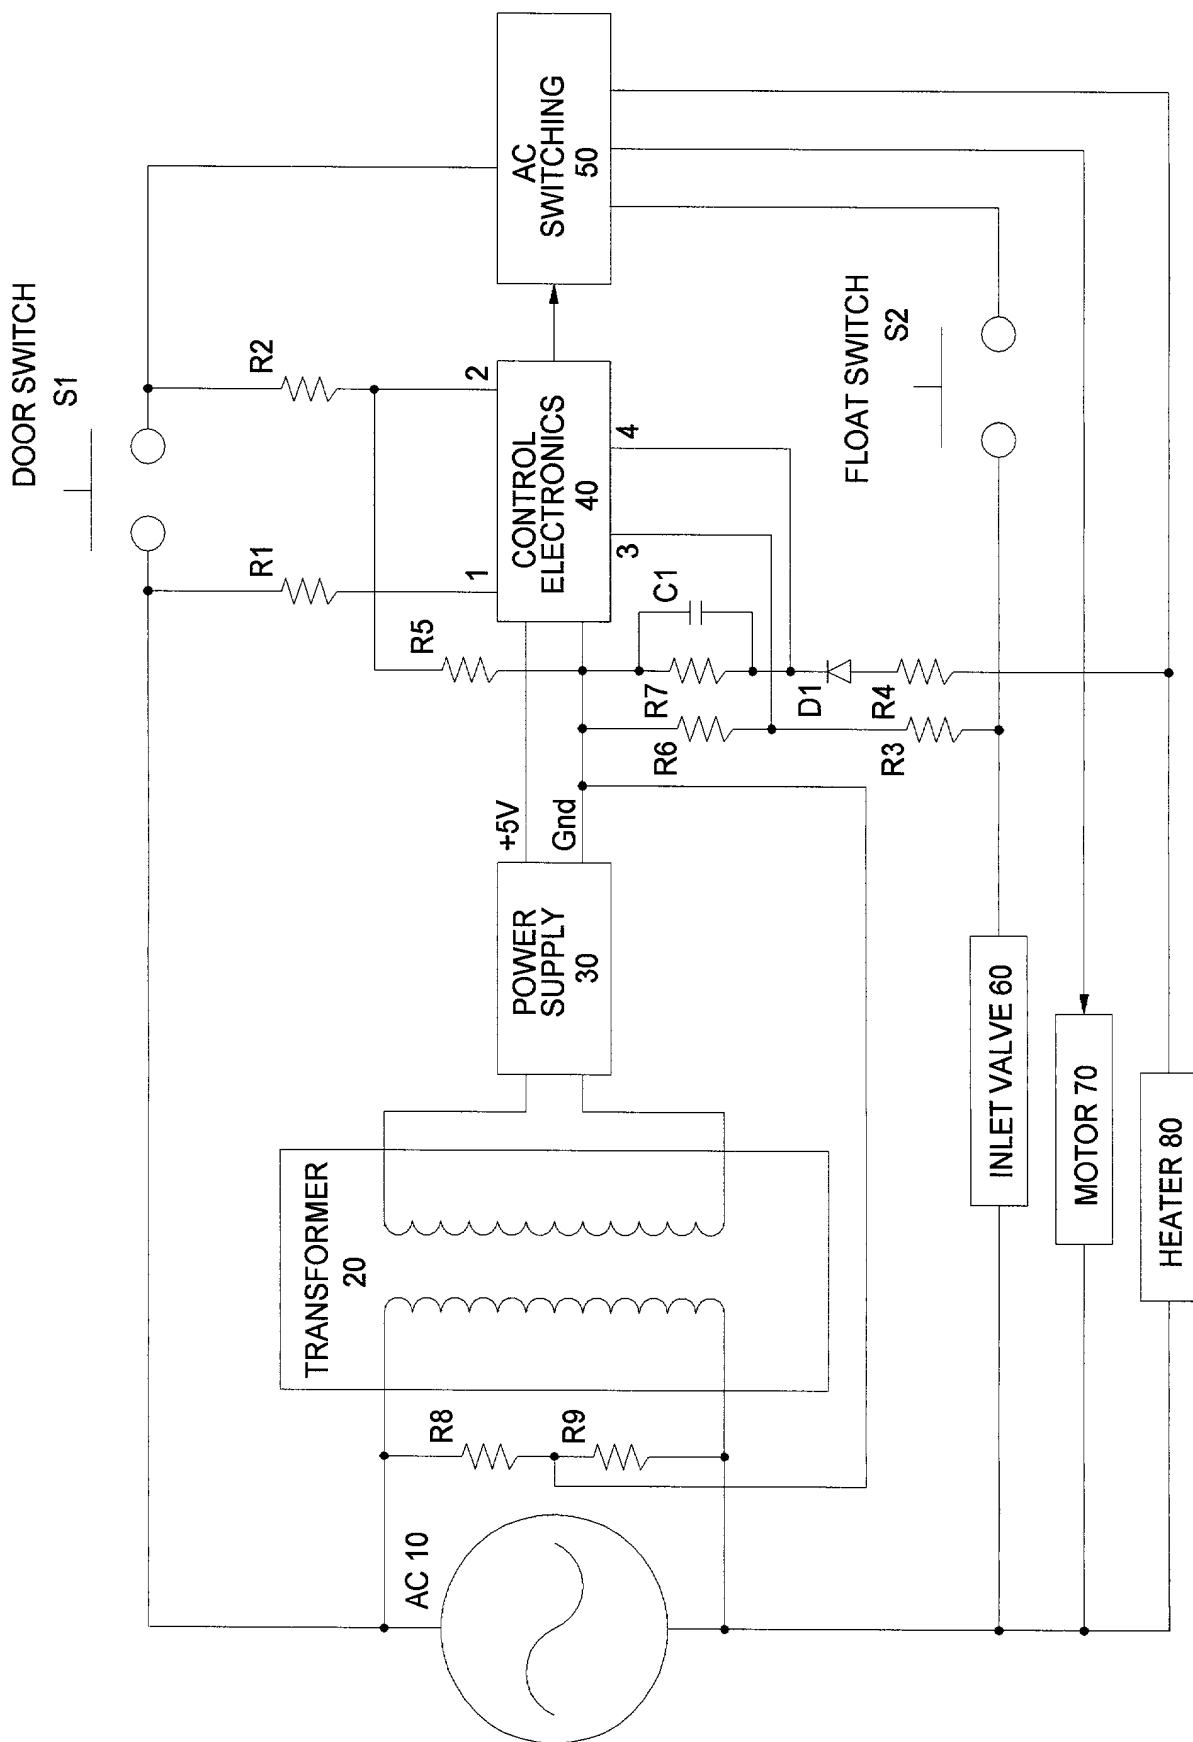 DOOR SWITCH
S1
R1
R2
AC
SWITCHING
50
1
2
CONTROL
ELECTRONICS
40
3
4
R5
C1
R7
R6
D1
R4
R3
FLOAT SWITCH
S2
+5V
Gnd
POWER
SUPPLY
30
TRANSFORMER
20
R8
R9
AC 10
INLET VALVE 60
MOTOR 70
HEATER 80